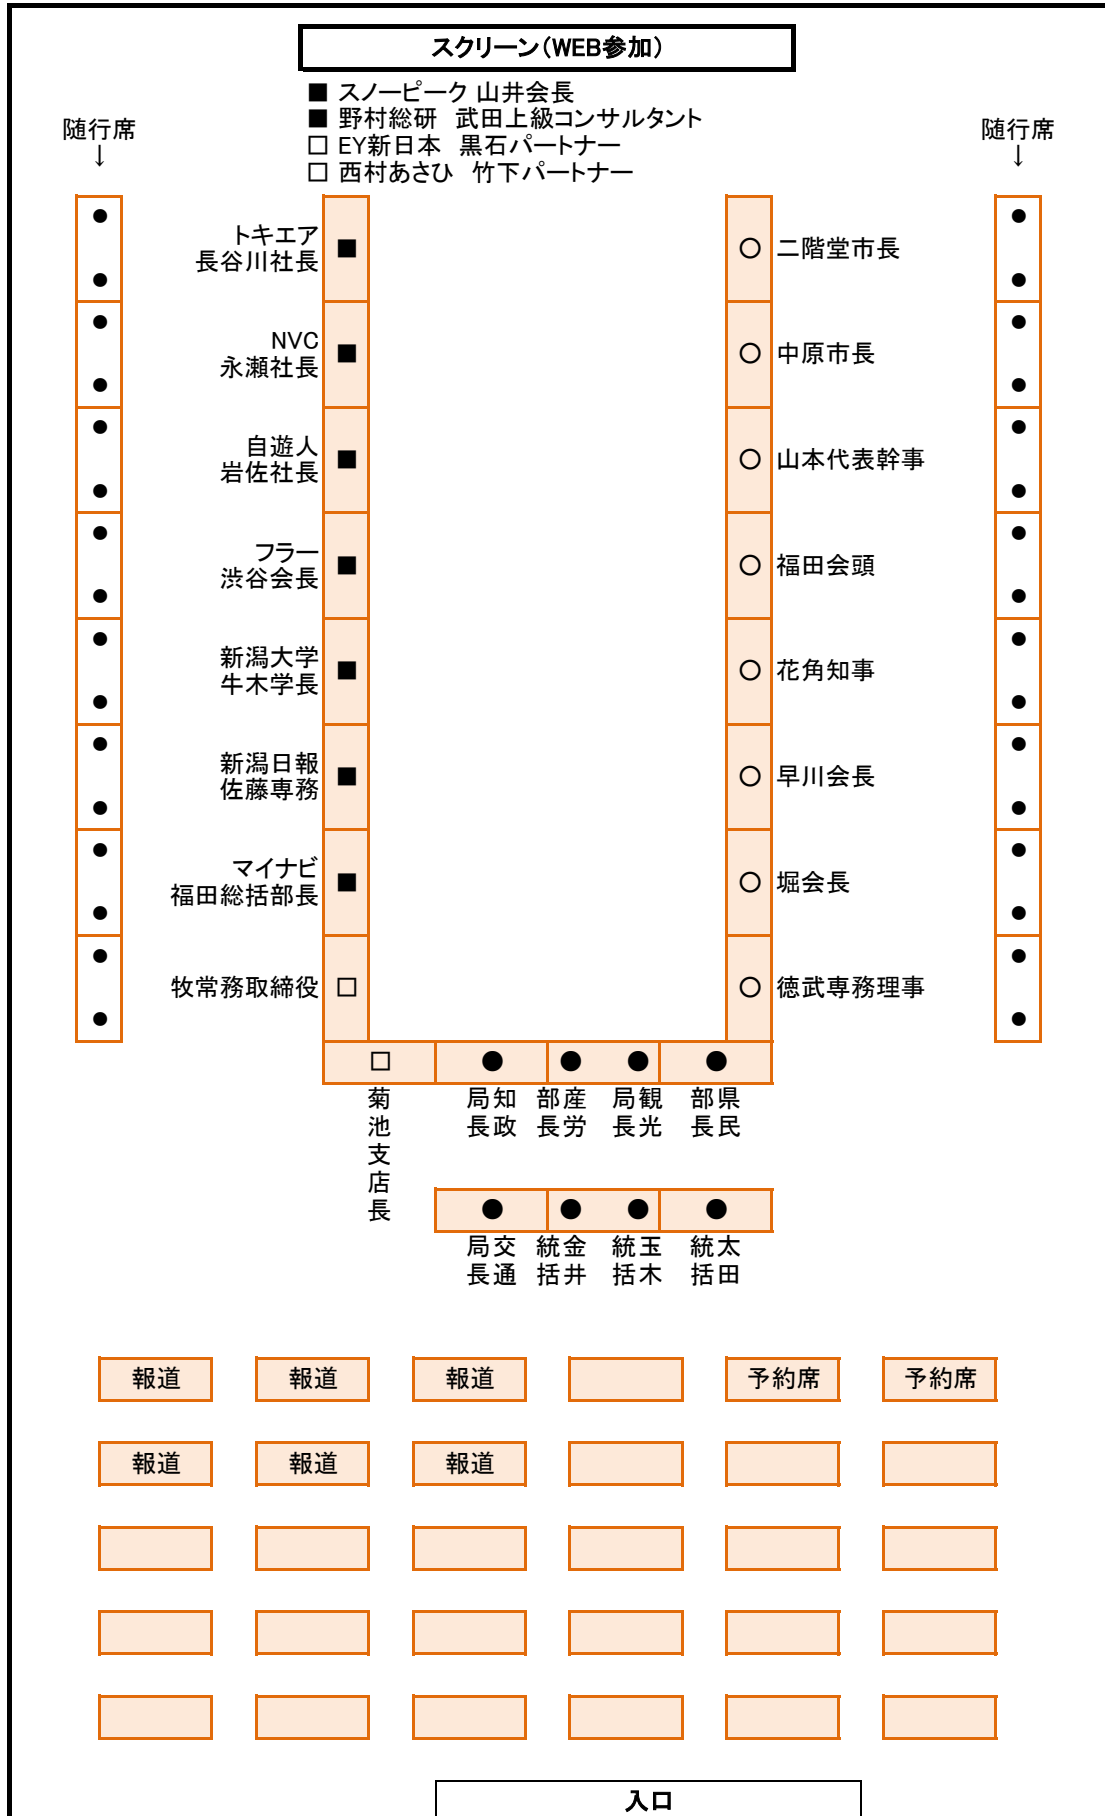 スクリーン(WEB参加)
■ スノーピーク 山井会長
■ 野村総研 武田上級コンサルタント
□ EY新日本 黒石パートナー
□ 西村あさひ 竹下パートナー
随行席
↓
随行席
↓
トキエア
長谷川社長
NVC
永瀬社長
自遊人
岩佐社長
フラー
渋谷会長
新潟大学
牛木学長
新潟日報
佐藤専務
マイナビ
福田総括部長
牧常務取締役
二階堂市長
中原市長
山本代表幹事
福田会頭
花角知事
早川会長
堀会長
徳武専務理事
菊池支店長
知政局長
産労部長
観光局長
県民部長
交通局長
金井統括
玉木統括
太田統括
報道
報道
報道
予約席
予約席
報道
報道
報道
入口